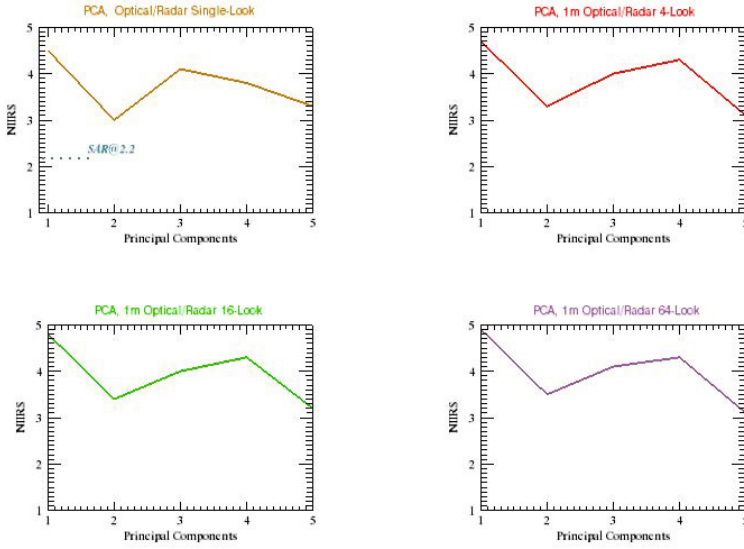 PCA, Optical/Radar Single-Look
PCA, 1m Optical/Radar 4-Look
5
4
3
2
1
NIIRS
SAR@2.2
1 2 3 4 5
Principal Components
5
4
3
2
1
NIIRS
1 2 3 4 5
Principal Components
PCA, 1m Optical/Radar 16-Look
PCA, 1m Optical/Radar 64-Look
5
4
3
2
1
NIIRS
1 2 3 4 5
Principal Components
5
4
3
2
1
NIIRS
1 2 3 4 5
Principal Components